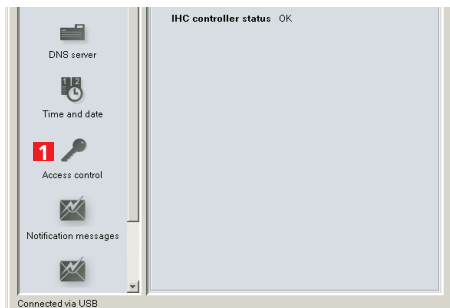 IHC controller status OK
DNS server
Time and date
1
Access control
Notification messages
Connected via USB